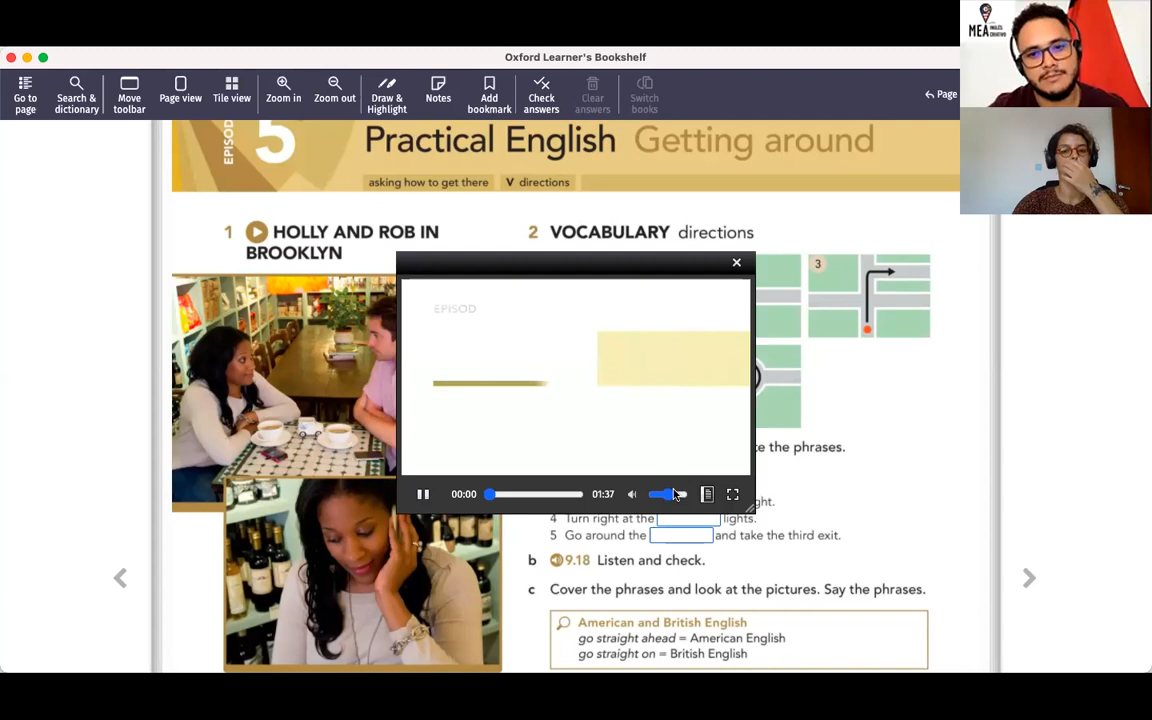 MEA INGLÊS CRIATIVO
Oxford Learner's Bookshelf
Go to page
Search & dictionary
Move toolbar
Page view
Tile view
Zoom in
Zoom out
Draw & Highlight
Notes
Add bookmark
Check answers
Clear answers
Switch books
Page
EPISODE
5
Practical English Getting around
asking how to get there
V directions
1 HOLLY AND ROB IN
BROOKLYN
2 VOCABULARY directions
3
EPISOD
00:00
01:37
the phrases.
4 Turn right at the
lights.
5 Go around the
and take the third exit.
b 9.18 Listen and check.
c Cover the phrases and look at the pictures. Say the phrases.
American and British English
go straight ahead = American English
go straight on = British English